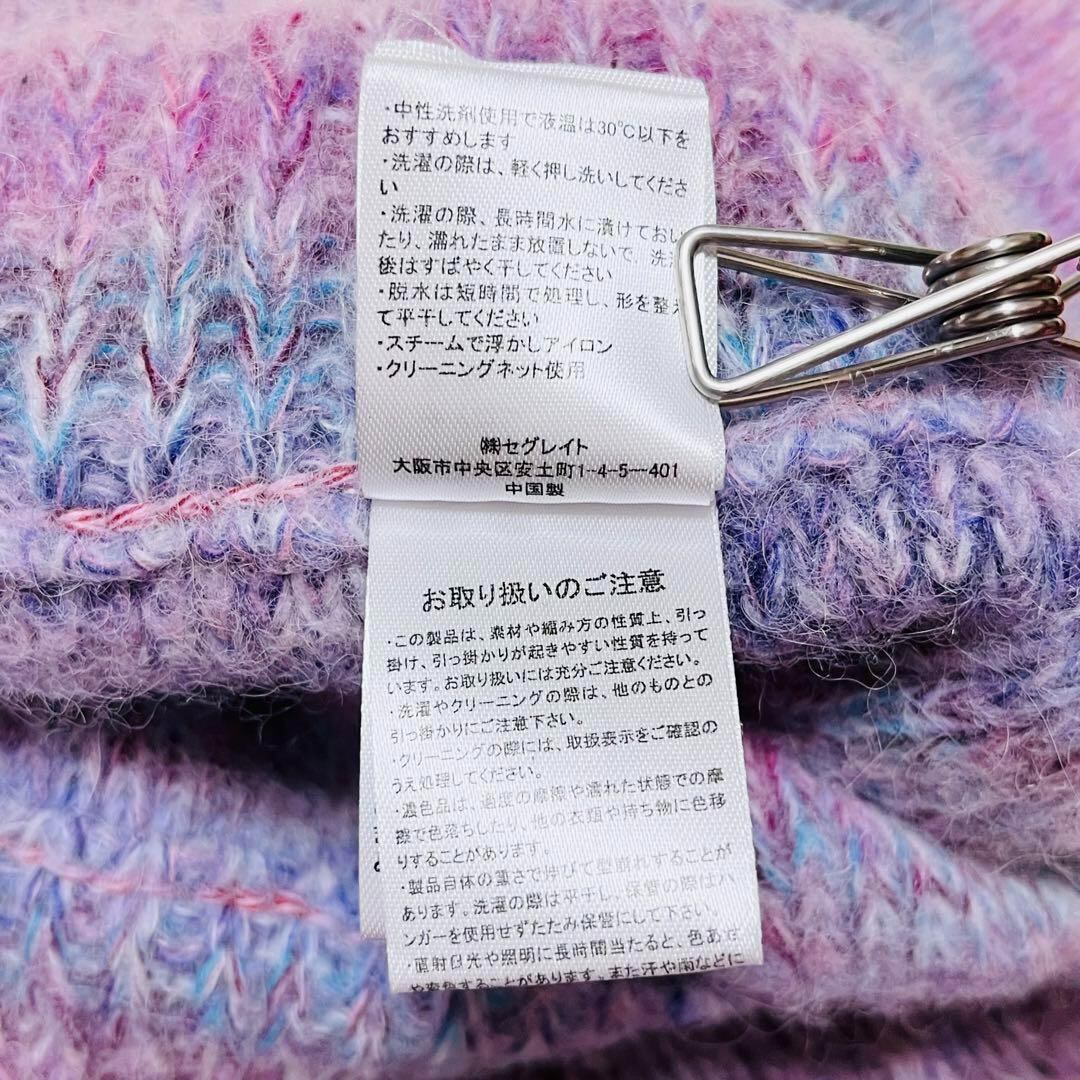 ・中性洗剤使用で液温は30℃以下を
おすすめします
・洗濯の際は、軽く押し洗いしてくださ
い
・洗濯の際、長時間水に漬けておい
たり、濡れたまま放置しないで、洗濯
後はすばやく干してください
・脱水は短時間で処理し、形を整え
て平干してください
・スチームで浮かしアイロン
・クリーニングネット使用
㈱セグレイト
大阪市中央区安土町1-4-5-401
中国製
お取り扱いのご注意
・この製品は、素材や編み方の性質上、引っ
掛け、引っ掛かりが起きやすい性質を持って
います。お取り扱いには充分ご注意ください。
・洗濯やクリーニングの際は、他のものとの
引っ掛かりにご注意下さい。
・クリーニングの際には、取扱表示をご確認の
うえ処理してください。
・濃色品は、過度の摩擦や濡れた状態での摩
擦で色落ちしたり、他の衣類や持ち物に色移
りすることがあります。
・製品自体の重さで伸びて型崩れすることが
あります。洗濯の際は平干し、保管の際はハ
ンガーを使用せずたたみ保管にして下さい。
・直射日光や照明に長時間当たると、色あせ
や変色することがあります。また汗や雨などに